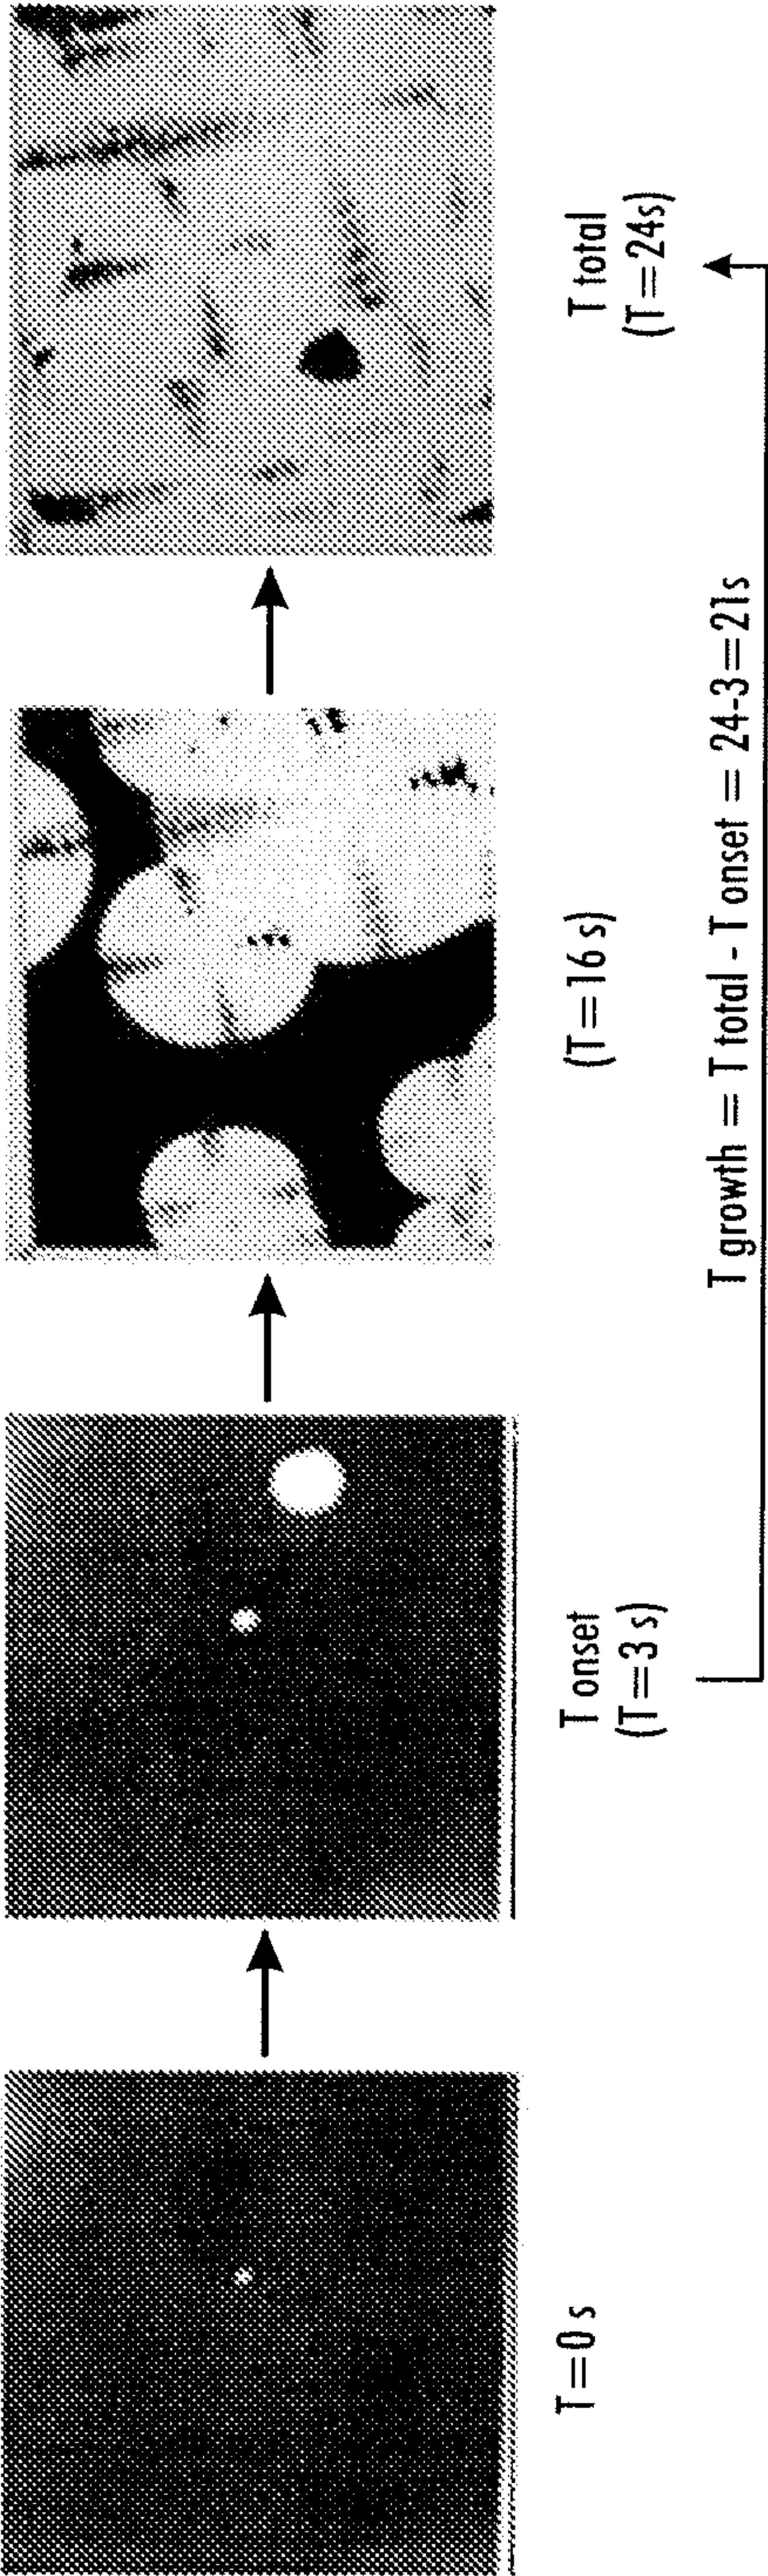 T=0 s
T onset
(T=3 s)
(T=16 s)
T total
(T=24s)
T growth = T total - T onset = 24-3=21s